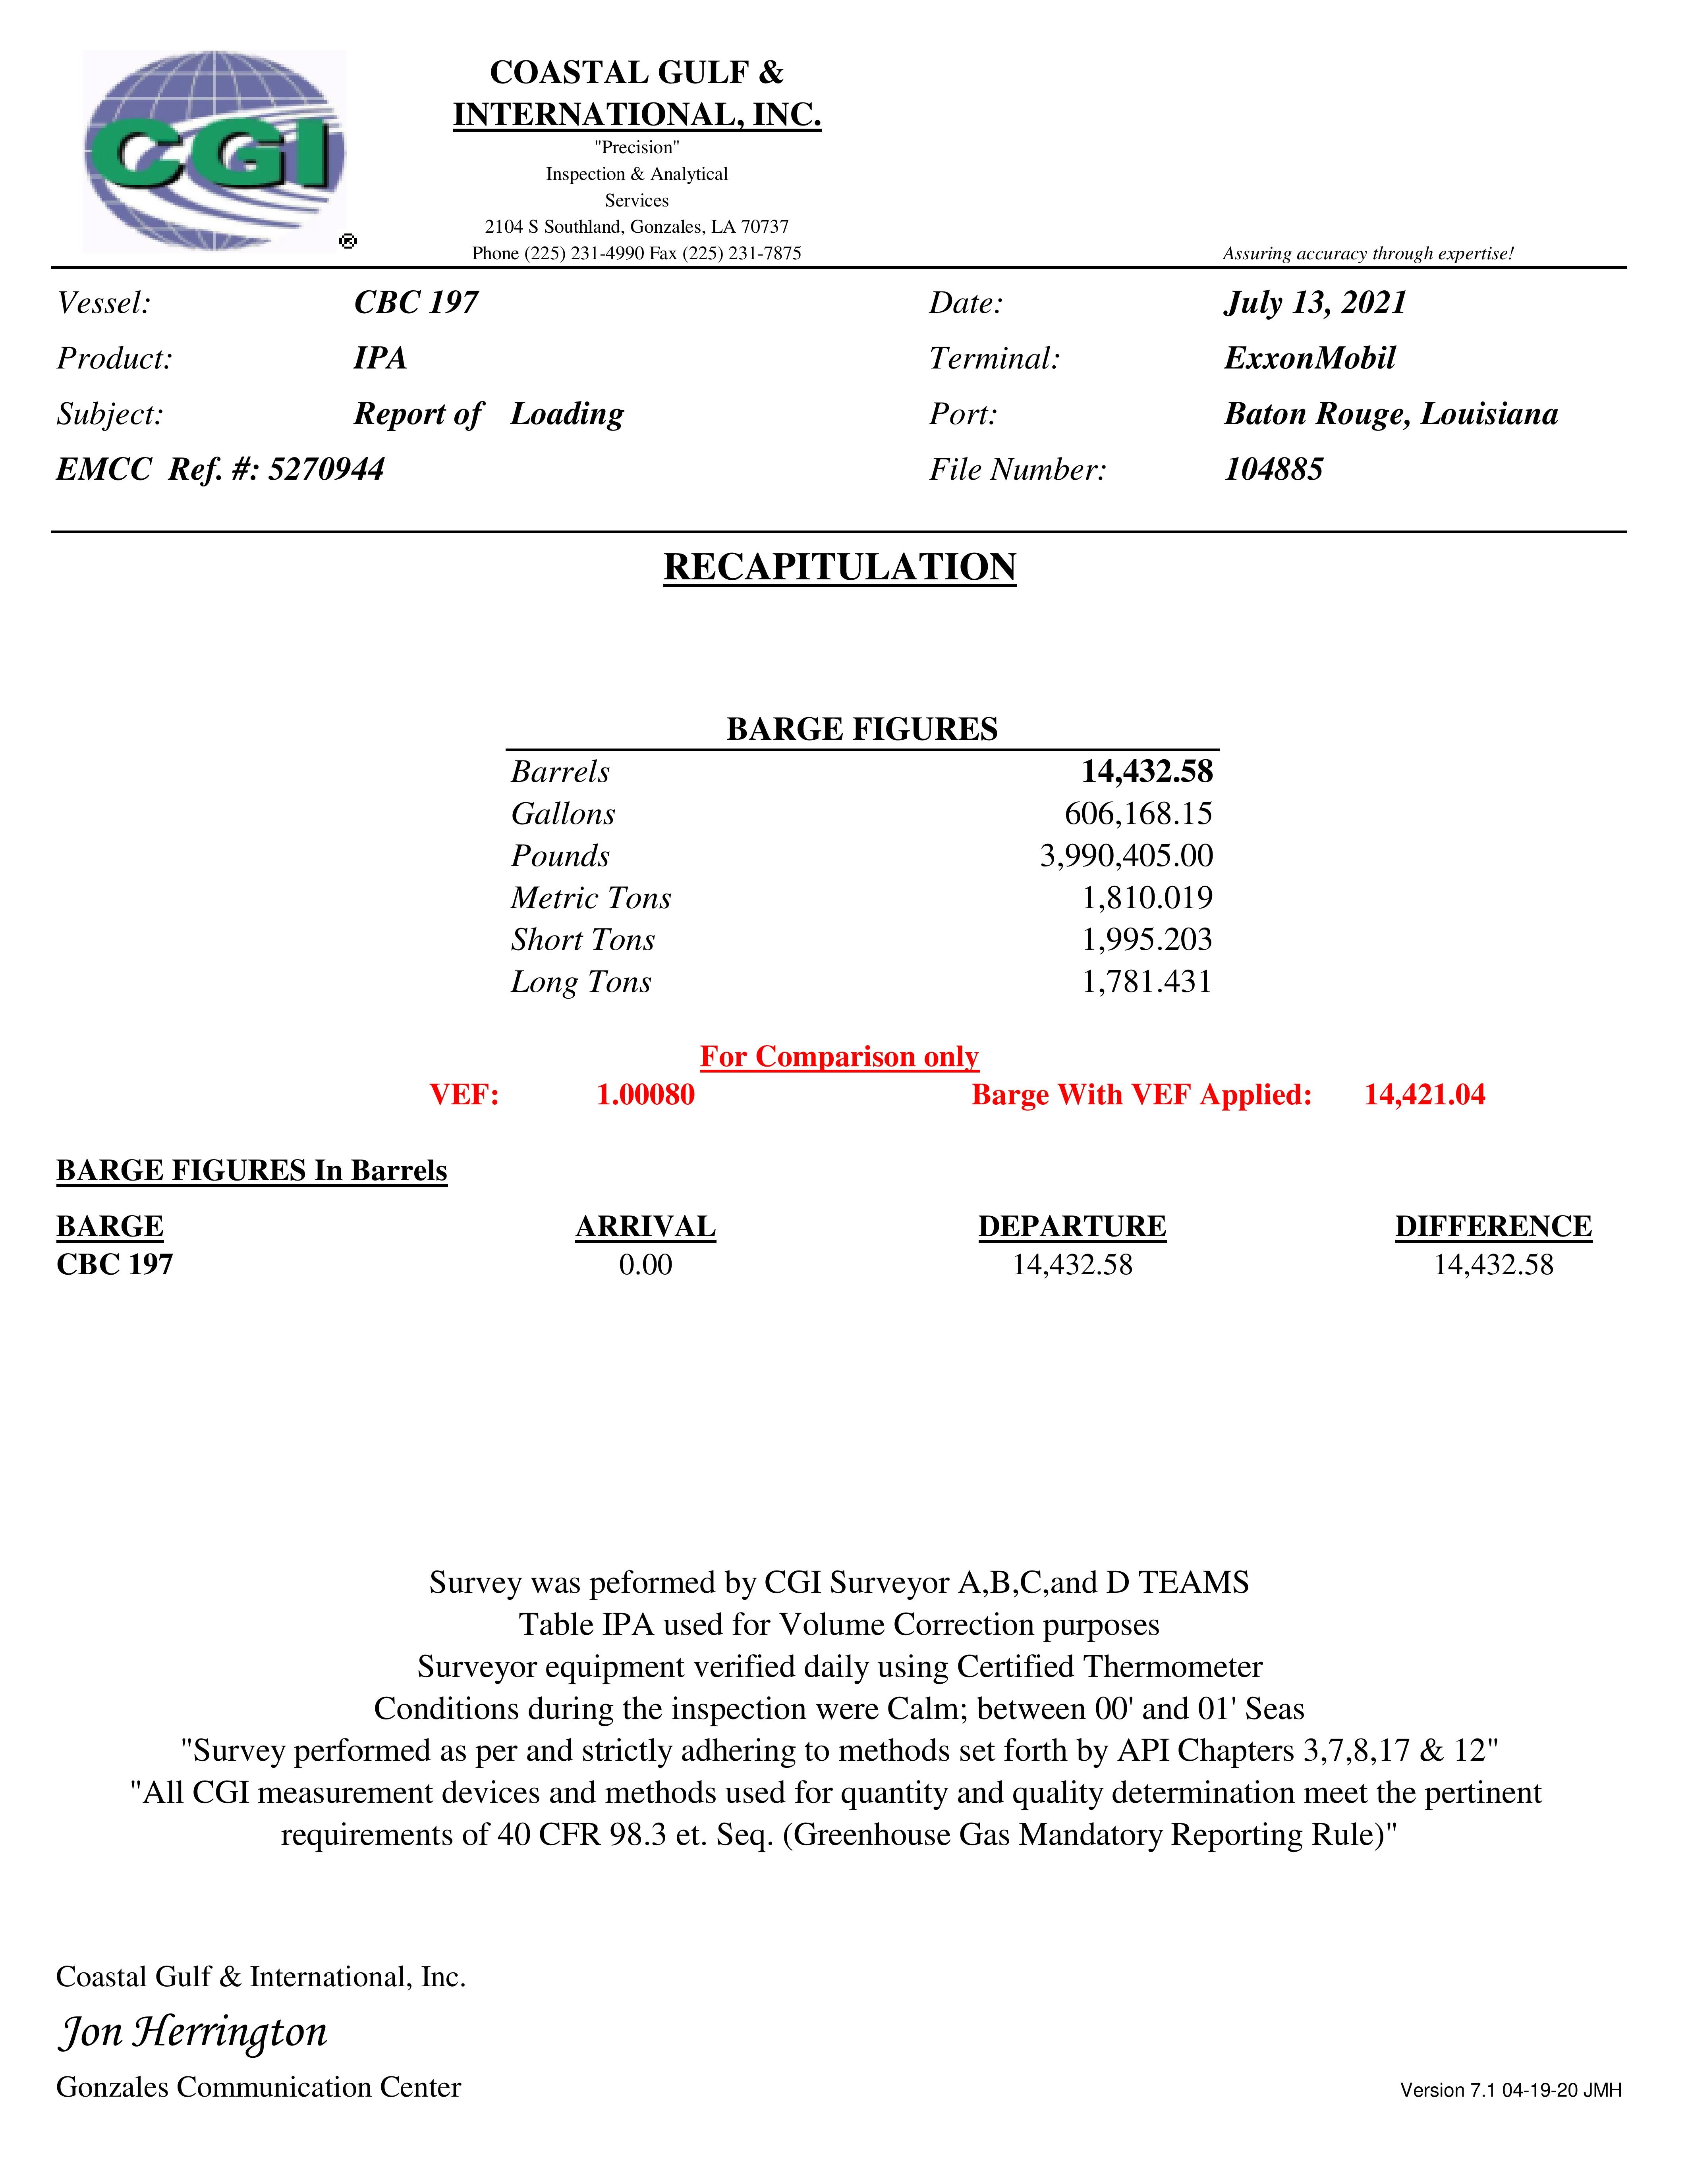 CGI
®
COASTAL GULF &
INTERNATIONAL, INC.
"Precision"
Inspection & Analytical
Services
2104 S Southland, Gonzales, LA 70737
Phone (225) 231-4990 Fax (225) 231-7875
Assuring accuracy through expertise!
Vessel: CBC 197 Date: July 13, 2021
Product: IPA Terminal: ExxonMobil
Subject: Report of Loading Port: Baton Rouge, Louisiana
EMCC Ref. #: 5270944 File Number: 104885
RECAPITULATION
BARGE FIGURES
Barrels 14,432.58
Gallons 606,168.15
Pounds 3,990,405.00
Metric Tons 1,810.019
Short Tons 1,995.203
Long Tons 1,781.431
For Comparison only
VEF: 1.00080 Barge With VEF Applied: 14,421.04
BARGE FIGURES In Barrels
BARGE ARRIVAL DEPARTURE DIFFERENCE
CBC 197 0.00 14,432.58 14,432.58
Survey was peformed by CGI Surveyor A,B,C,and D TEAMS
Table IPA used for Volume Correction purposes
Surveyor equipment verified daily using Certified Thermometer
Conditions during the inspection were Calm; between 00' and 01' Seas
"Survey performed as per and strictly adhering to methods set forth by API Chapters 3,7,8,17 & 12"
"All CGI measurement devices and methods used for quantity and quality determination meet the pertinent
requirements of 40 CFR 98.3 et. Seq. (Greenhouse Gas Mandatory Reporting Rule)"
Coastal Gulf & International, Inc.
Jon Herrington
Gonzales Communication Center
Version 7.1 04-19-20 JMH